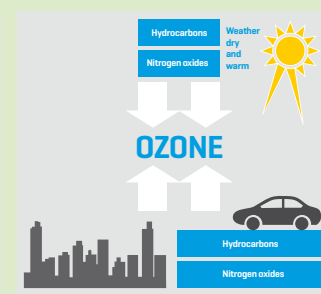 Hydrocarbons
Nitrogen oxides
Weather
dry
and
warm
OZONE
Hydrocarbons
Nitrogen oxides